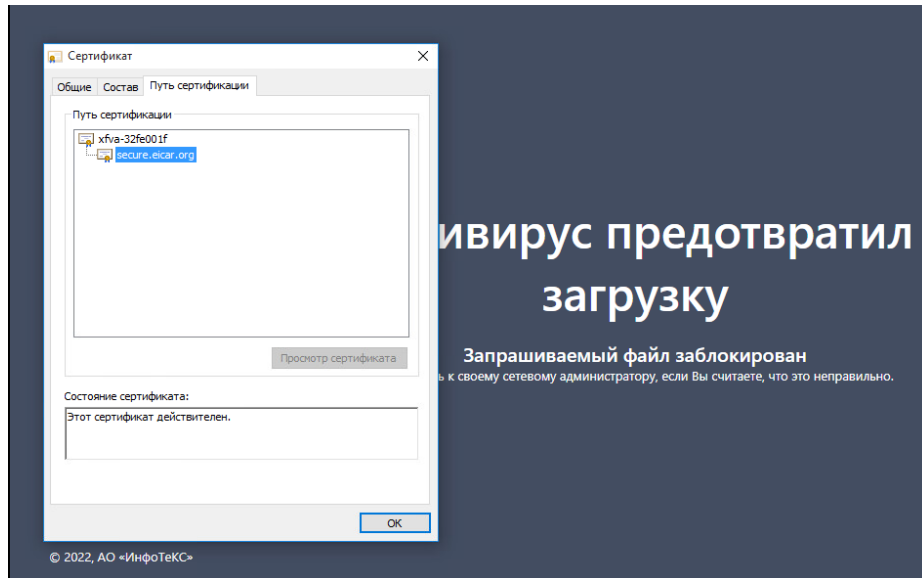 Сертификат
Общие Состав Путь сертификации
Путь сертификации
xfva-32fe001f
secure.eicar.org
Просмотр сертификата
Состояние сертификата:
Этот сертификат действителен.
OK
ивирус предотвратил
загрузку
Запрашиваемый файл заблокирован
к своему сетевому администратору, если Вы считаете, что это неправильно.
© 2022, АО «ИнфоТеКС»